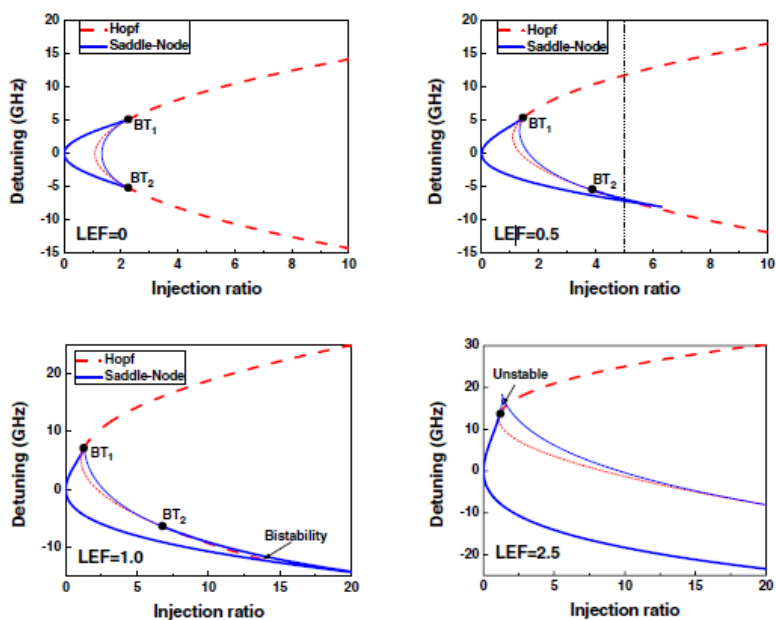 Hopf
Saddle-Node
Detuning (GHz)
20
15
10
5
0
-5
-10
-15
BT1
BT2
LEF=0
0 2 4 6 8 10
Injection ratio
Hopf
Saddle-Node
Detuning (GHz)
20
15
10
5
0
-5
-10
-15
BT1
BT2
LEF=0.5
0 2 4 6 8 10
Injection ratio
Hopf
Saddle-Node
Detuning (GHz)
20
10
0
-10
BT1
BT2
Bistability
LEF=1.0
0 5 10 15 20
Injection ratio
Detuning (GHz)
30
20
10
0
-10
-20
Unstable
LEF=2.5
0 5 10 15 20
Injection ratio